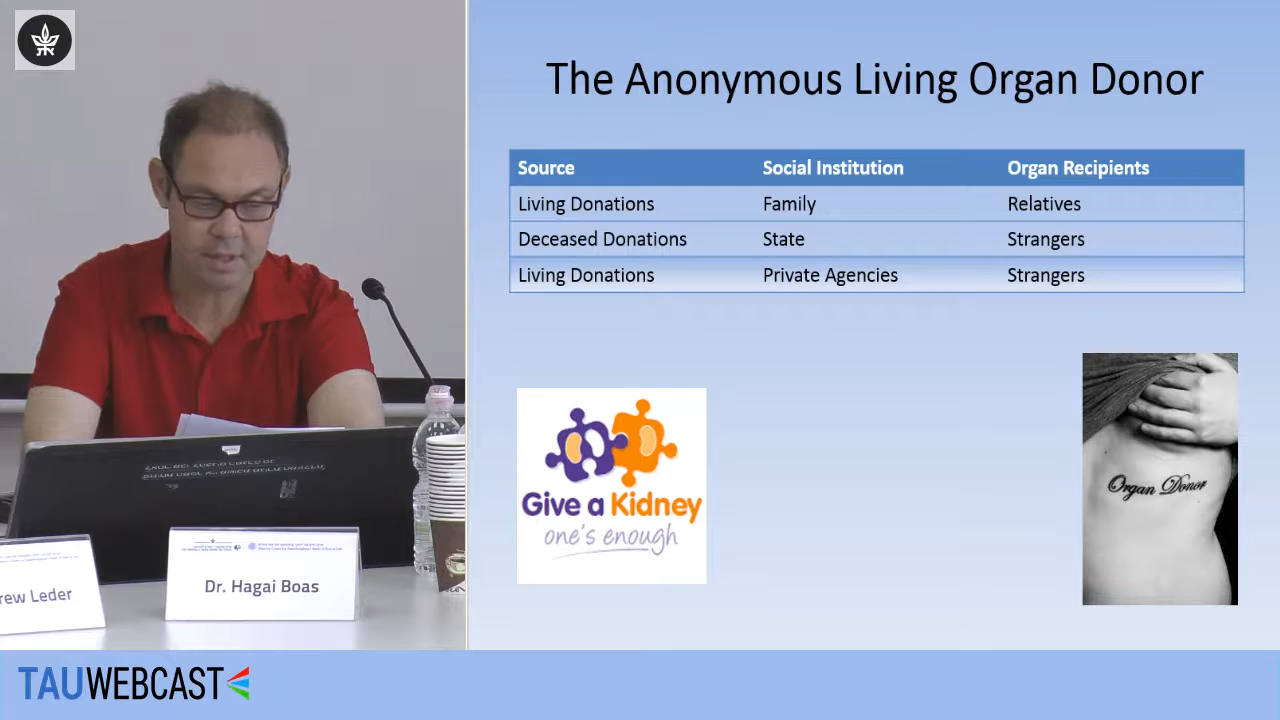 The Anonymous Living Organ Donor
Source Social Institution Organ Recipients
Living Donations Family Relatives
Deceased Donations State Strangers
Living Donations Private Agencies Strangers
Give a Kidney
one's enough
Organ Donor
rew Leder
Dr. Hagai Boas
TAUWEBCAST